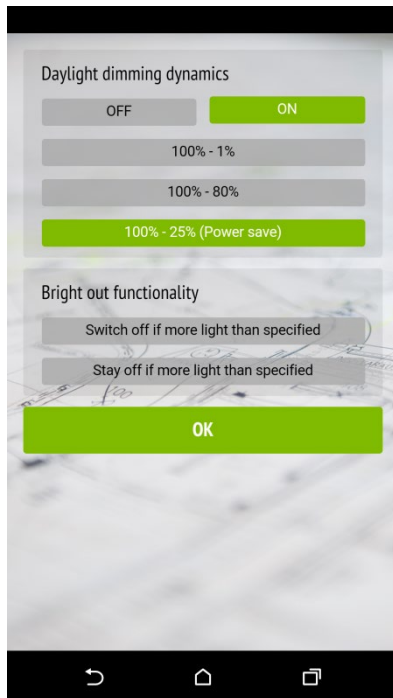 Daylight dimming dynamics
OFF ON
100% - 1%
100% - 80%
100% - 25% (Power save)
Bright out functionality
Switch off if more light than specified
Stay off if more light than specified
OK